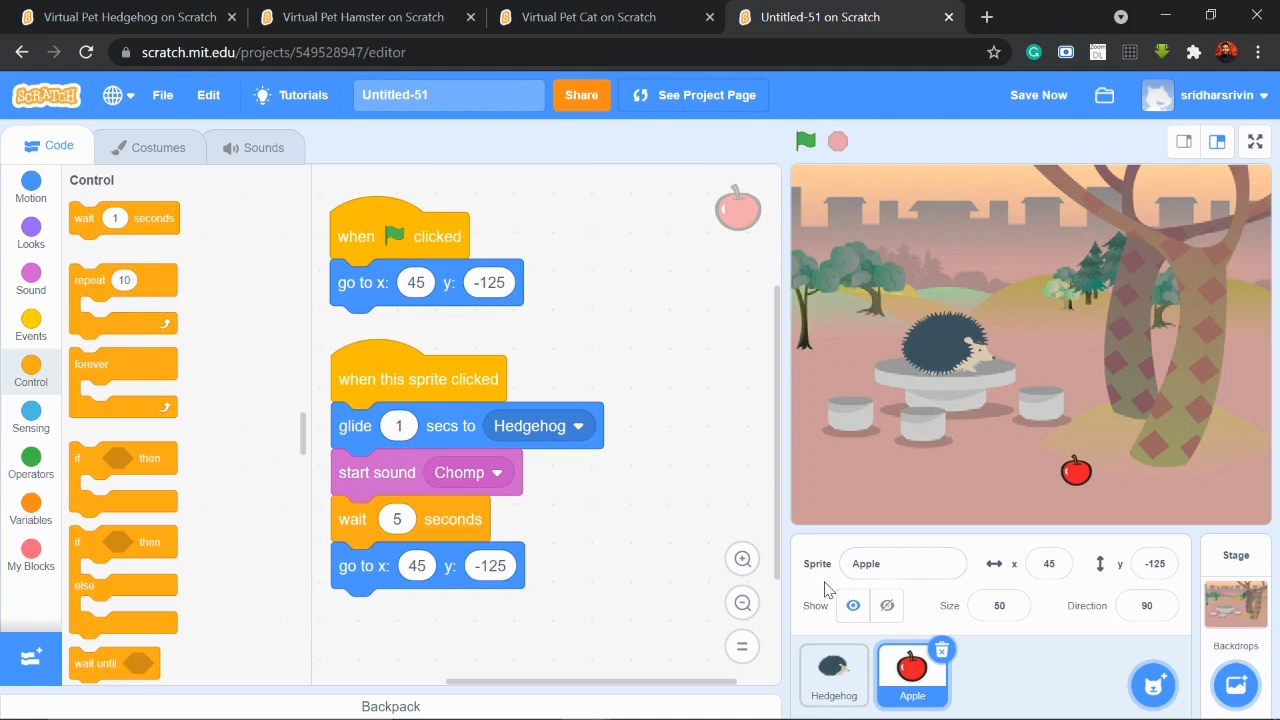 Virtual Pet Hedgehog on Scratch
Virtual Pet Hamster on Scratch
Virtual Pet Cat on Scratch
Untitled-51 on Scratch
scratch.mit.edu/projects/549528947/editor
Zoom
DL
SCRATCH
File
Edit
Tutorials
Untitled-51
Share
See Project Page
Save Now
sridharsrivin
Code
Costumes
Sounds
Motion
Looks
Sound
Events
Control
Sensing
Operators
Variables
My Blocks
Control
wait 1 seconds
repeat 10
forever
if then
if then
else
wait until
when clicked
go to x: 45 y: -125
when this sprite clicked
glide 1 secs to Hedgehog
start sound Chomp
wait 5 seconds
go to x: 45 y: -125
Backpack
Sprite Apple x 45 y -125
Show Size 50 Direction 90
Hedgehog
Apple
Stage
Backdrops